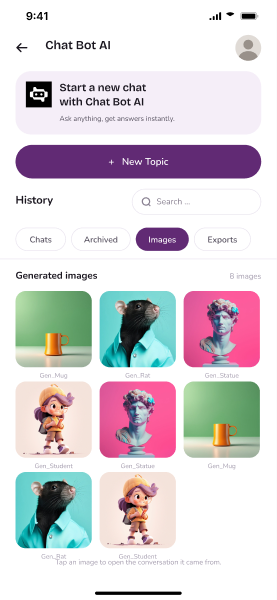 9:41
Chat Bot AI
Start a new chat
with Chat Bot AI
Ask anything, get answers instantly.
+ New Topic
History
Search ...
Chats
Archived
Images
Exports
Generated images
8 images
Gen_Mug
Gen_Rat
Gen_Statue
Gen_Student
Gen_Statue
Gen_Mug
Gen_Rat
Gen_Student
Tap an image to open the conversation it came from.